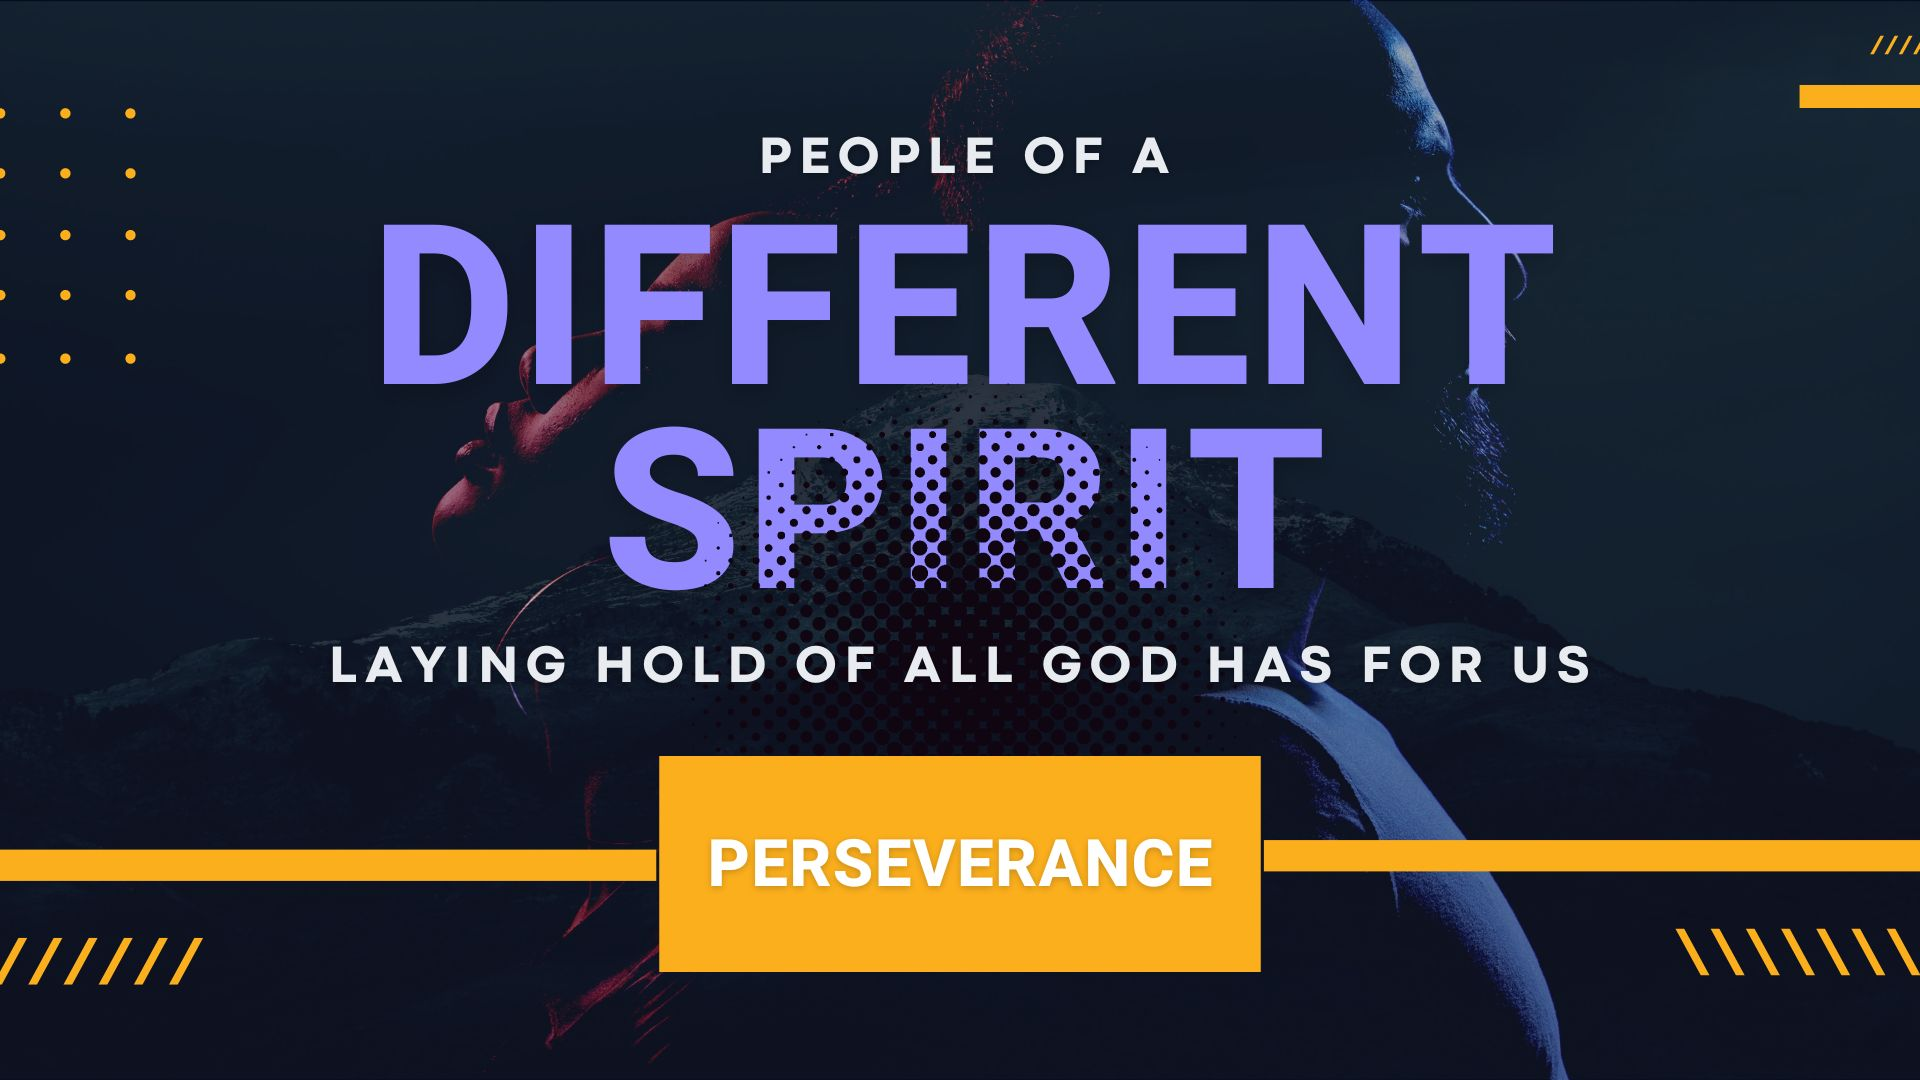 PEOPLE OF A
DIFFERENT
SPIRIT
LAYING HOLD OF ALL GOD HAS FOR US
PERSEVERANCE